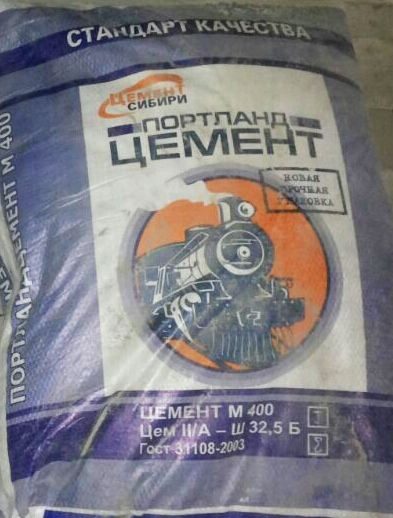 СТАНДАРТ КАЧЕСТВА
ЦЕМЕНТ
СИБИРИ
ПОРТЛАНД
ЦЕМЕНТ
НОВАЯ
ПРОЧНАЯ
УПАКОВКА
ПОРТЛАНДЦЕМЕНТ М 400
ЦЕМЕНТ М 400
Цем II/А – Ш 32,5 Б
Гост 31108-2003